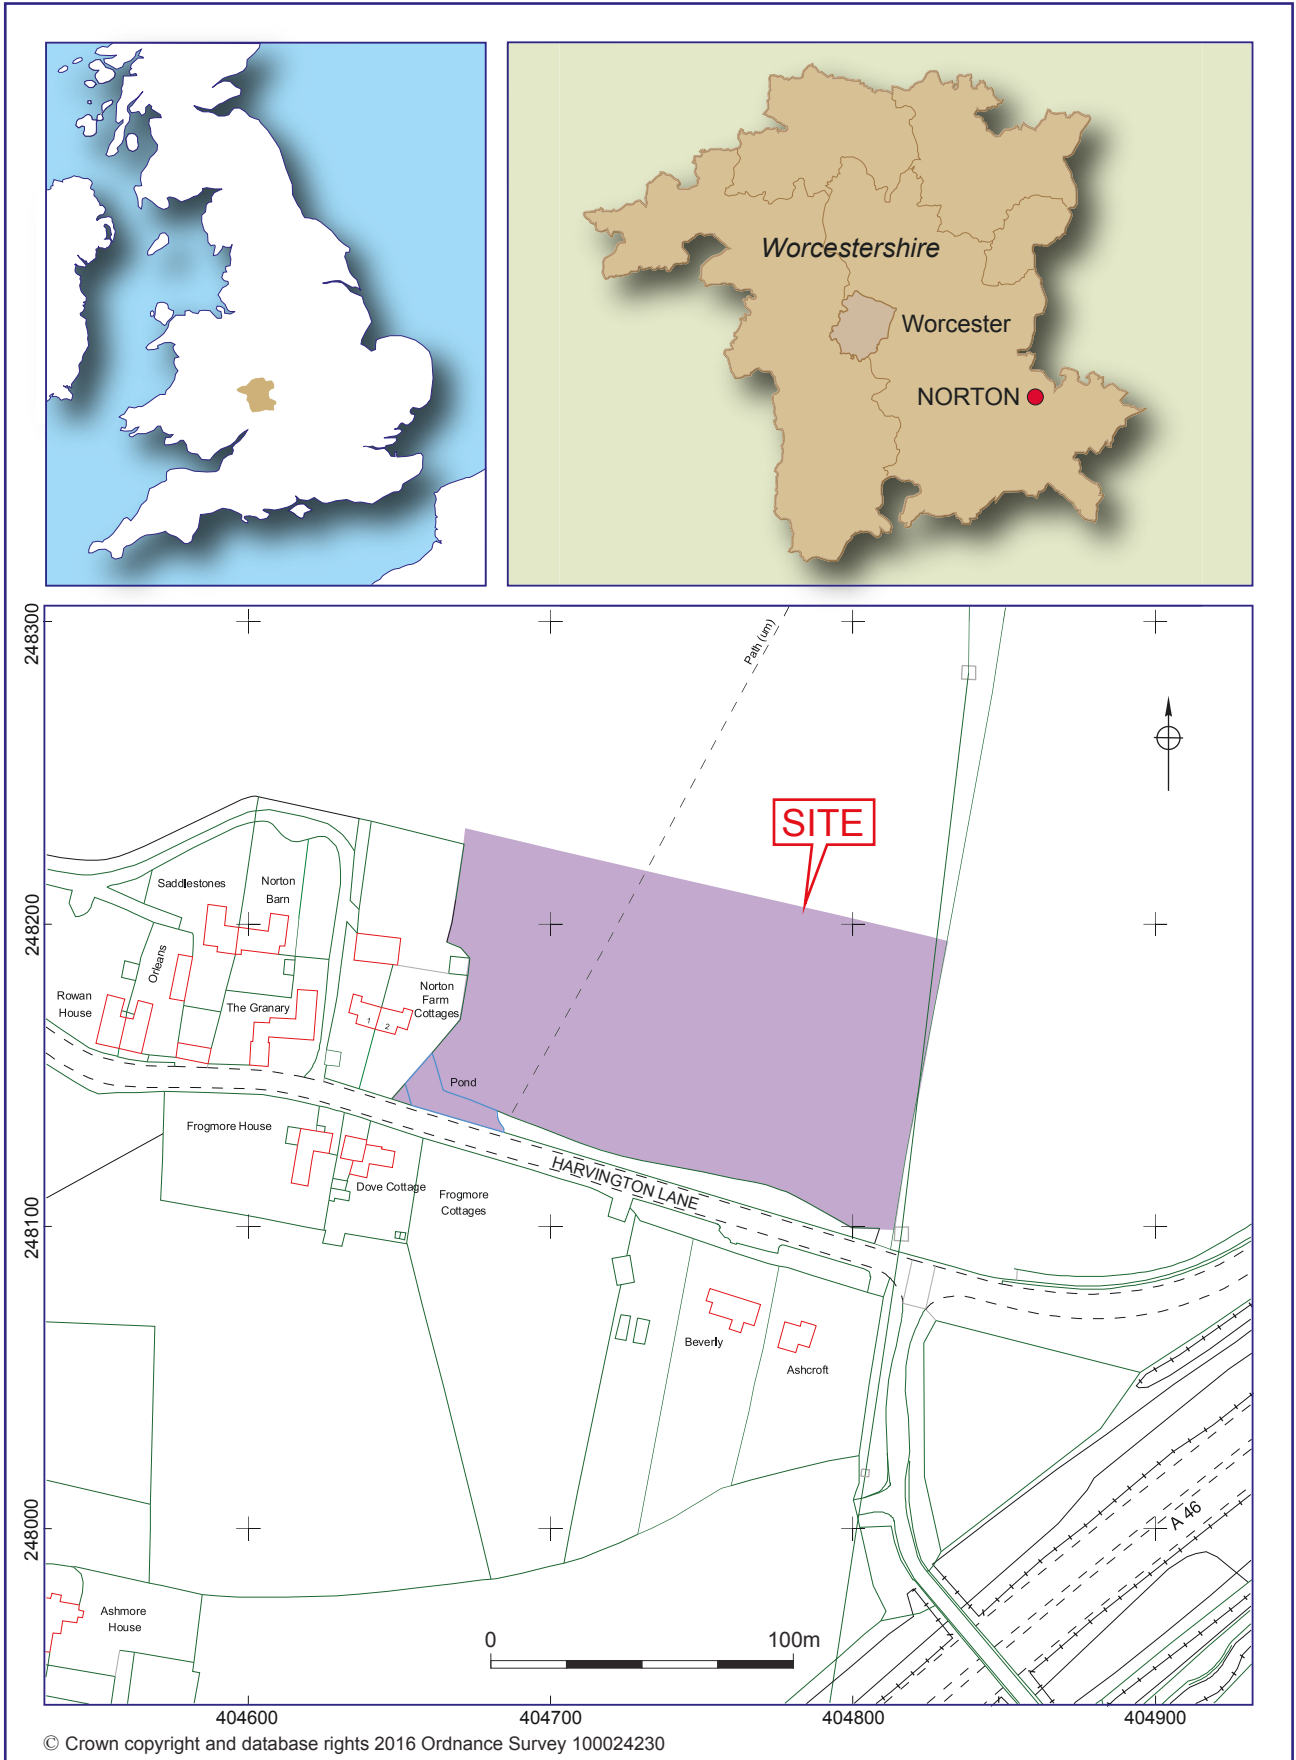 Worcestershire
Worcester
NORTON
248300
248200
248100
248000
Path (um)
SITE
Saddlestones
Norton
Barn
Orleans
Rowan
House
The Granary
Norton
Farm
Cottages
1
2
Pond
Frogmore House
Dove Cottage
Frogmore
Cottages
HARVINGTON LANE
Beverly
Ashcroft
A 46
Ashmore
House
0
100m
404600
404700
404800
404900
© Crown copyright and database rights 2016 Ordnance Survey 100024230